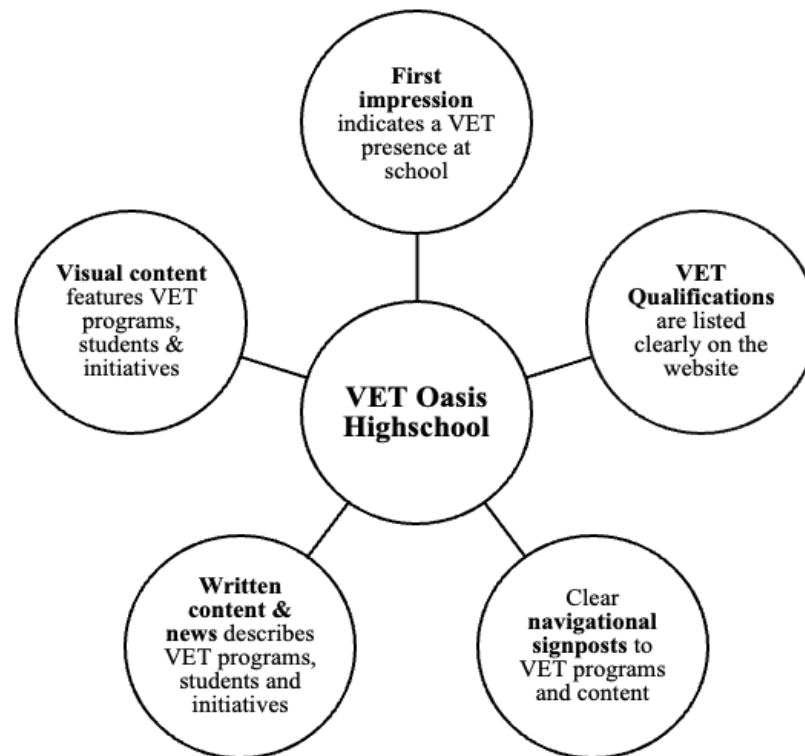 First
impression
indicates a VET
presence at
school
Visual content
features VET
programs,
students &
initiatives
VET
Qualifications
are listed
clearly on the
website
VET Oasis
Highschool
Written
content &
news describes
VET programs,
students and
initiatives
Clear
navigational
signposts to
VET programs
and content